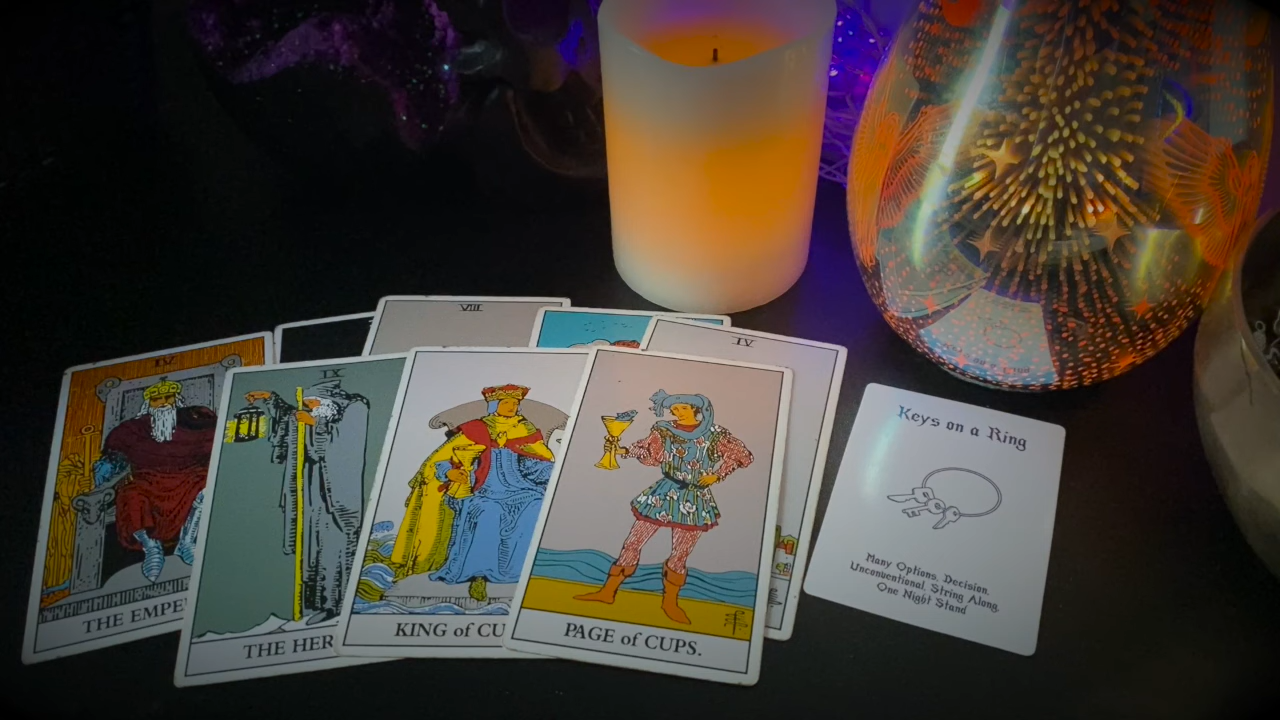 VIII
IV
IV
IX
THE EMPE
THE HER
KING of CU
PAGE of CUPS.
Keys on a Ring
Many Options, Decision,
Unconventional, String Along,
One Night Stand